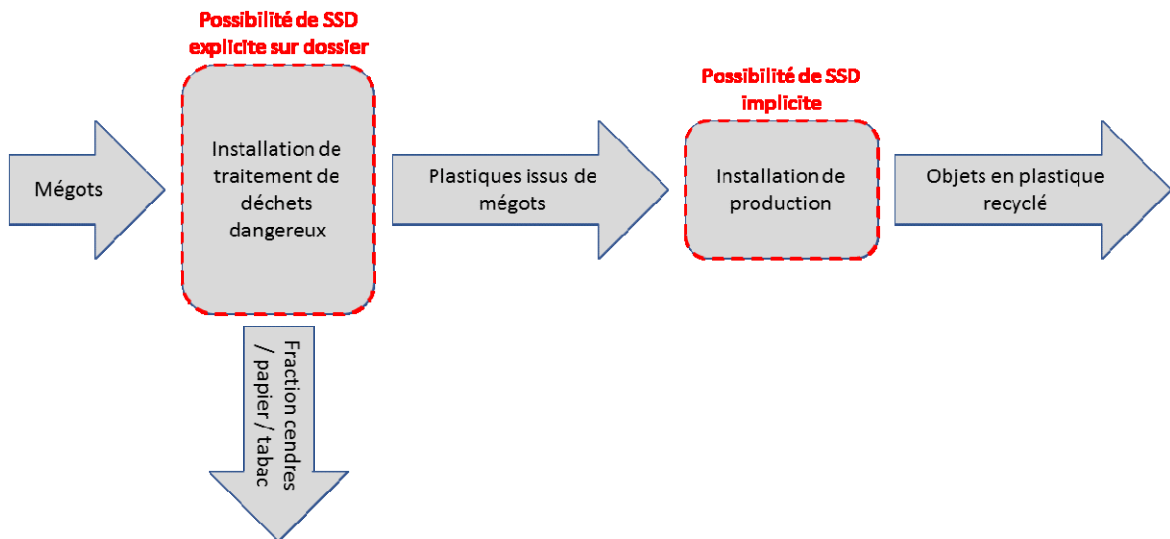 Possibilité de SSD
explicite sur dossier
Possibilité de SSD
implicite
Mégots
Installation de
traitement de
déchets
dangereux
Plastiques issus de
mégots
Installation de
production
Objets en plastique
recyclé
Fraction cendres
/ papier / tabac